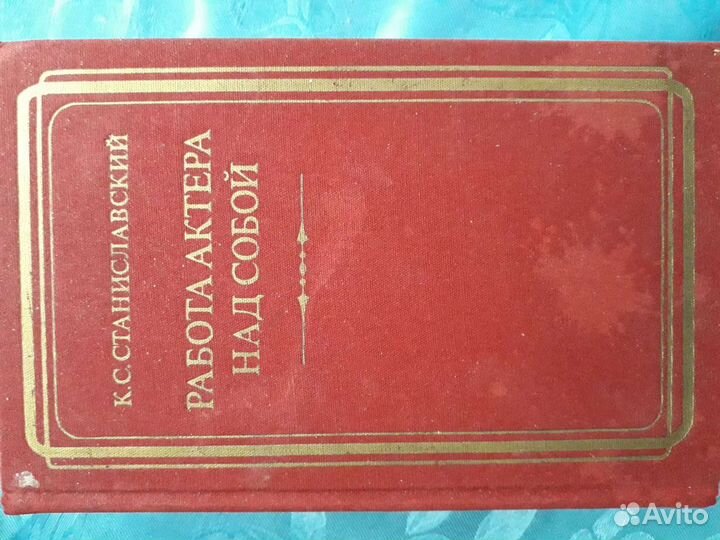 К. С. СТАНИСЛАВСКИЙ
РАБОТА АКТЕРА
НАД СОБОЙ
Avito